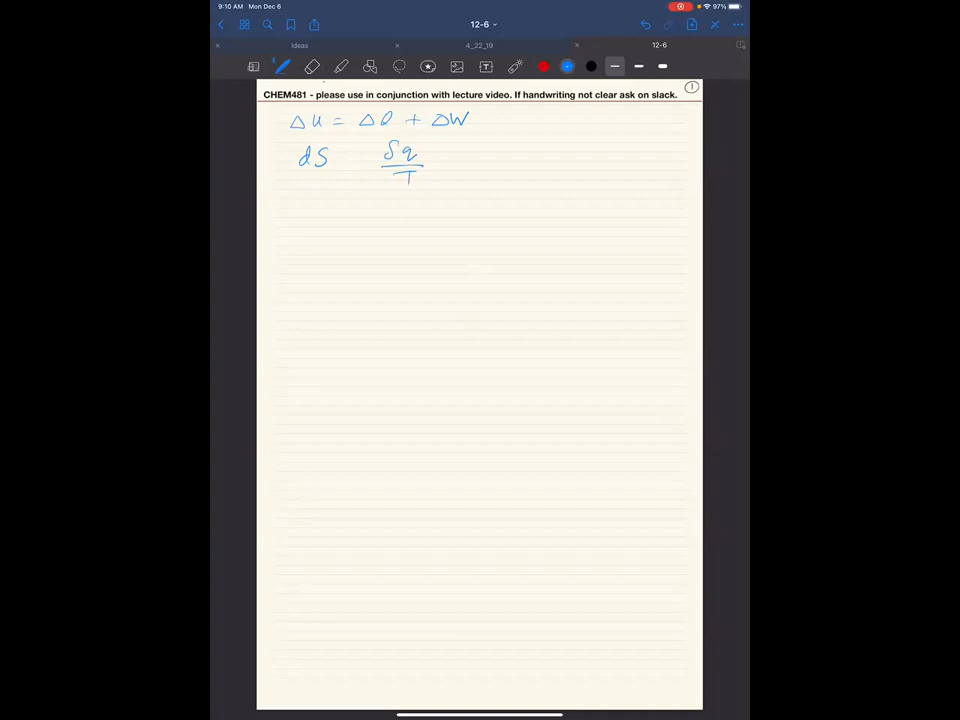 9:10 AM Mon Dec 6 97%
12-6
Ideas 4_22_19 12-6
1
CHEM481 - please use in conjunction with lecture video. If handwriting not clear ask on slack.
ΔU = ΔQ + ΔW
dS δq
T